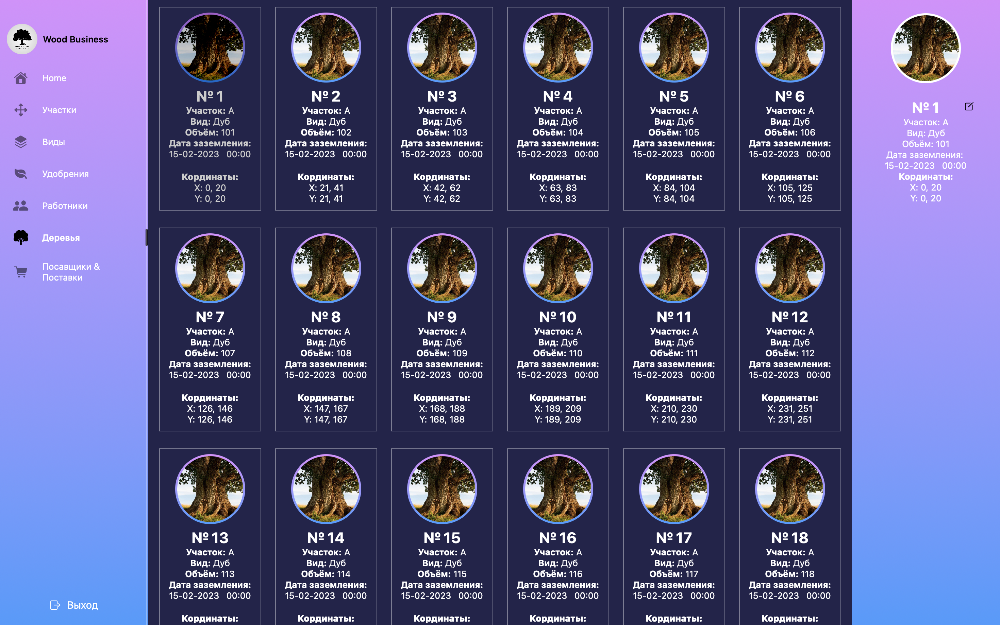 Wood Business
Home
Участки
Виды
Удобрения
Работники
Деревья
Посавщики &
Поставки
Выход
№ 1
Участок: А
Вид: Дуб
Объём: 101
Дата заземления:
15-02-2023 00:00
Кординаты:
X: 0, 20
Y: 0, 20
№ 2
Участок: А
Вид: Дуб
Объём: 102
Дата заземления:
15-02-2023 00:00
Кординаты:
X: 21, 41
Y: 21, 41
№ 3
Участок: А
Вид: Дуб
Объём: 103
Дата заземления:
15-02-2023 00:00
Кординаты:
X: 42, 62
Y: 42, 62
№ 4
Участок: А
Вид: Дуб
Объём: 104
Дата заземления:
15-02-2023 00:00
Кординаты:
X: 63, 83
Y: 63, 83
№ 5
Участок: А
Вид: Дуб
Объём: 105
Дата заземления:
15-02-2023 00:00
Кординаты:
X: 84, 104
Y: 84, 104
№ 6
Участок: А
Вид: Дуб
Объём: 106
Дата заземления:
15-02-2023 00:00
Кординаты:
X: 105, 125
Y: 105, 125
№ 7
Участок: А
Вид: Дуб
Объём: 107
Дата заземления:
15-02-2023 00:00
Кординаты:
X: 126, 146
Y: 126, 146
№ 8
Участок: А
Вид: Дуб
Объём: 108
Дата заземления:
15-02-2023 00:00
Кординаты:
X: 147, 167
Y: 147, 167
№ 9
Участок: А
Вид: Дуб
Объём: 109
Дата заземления:
15-02-2023 00:00
Кординаты:
X: 168, 188
Y: 168, 188
№ 10
Участок: А
Вид: Дуб
Объём: 110
Дата заземления:
15-02-2023 00:00
Кординаты:
X: 189, 209
Y: 189, 209
№ 11
Участок: А
Вид: Дуб
Объём: 111
Дата заземления:
15-02-2023 00:00
Кординаты:
X: 210, 230
Y: 210, 230
№ 12
Участок: А
Вид: Дуб
Объём: 112
Дата заземления:
15-02-2023 00:00
Кординаты:
X: 231, 251
Y: 231, 251
№ 13
Участок: А
Вид: Дуб
Объём: 113
Дата заземления:
15-02-2023 00:00
Кординаты:
№ 14
Участок: А
Вид: Дуб
Объём: 114
Дата заземления:
15-02-2023 00:00
Кординаты:
№ 15
Участок: А
Вид: Дуб
Объём: 115
Дата заземления:
15-02-2023 00:00
Кординаты:
№ 16
Участок: А
Вид: Дуб
Объём: 116
Дата заземления:
15-02-2023 00:00
Кординаты:
№ 17
Участок: А
Вид: Дуб
Объём: 117
Дата заземления:
15-02-2023 00:00
Кординаты:
№ 18
Участок: А
Вид: Дуб
Объём: 118
Дата заземления:
15-02-2023 00:00
Кординаты:
№ 1
Участок: А
Вид: Дуб
Объём: 101
Дата заземления:
15-02-2023 00:00
Кординаты:
X: 0, 20
Y: 0, 20